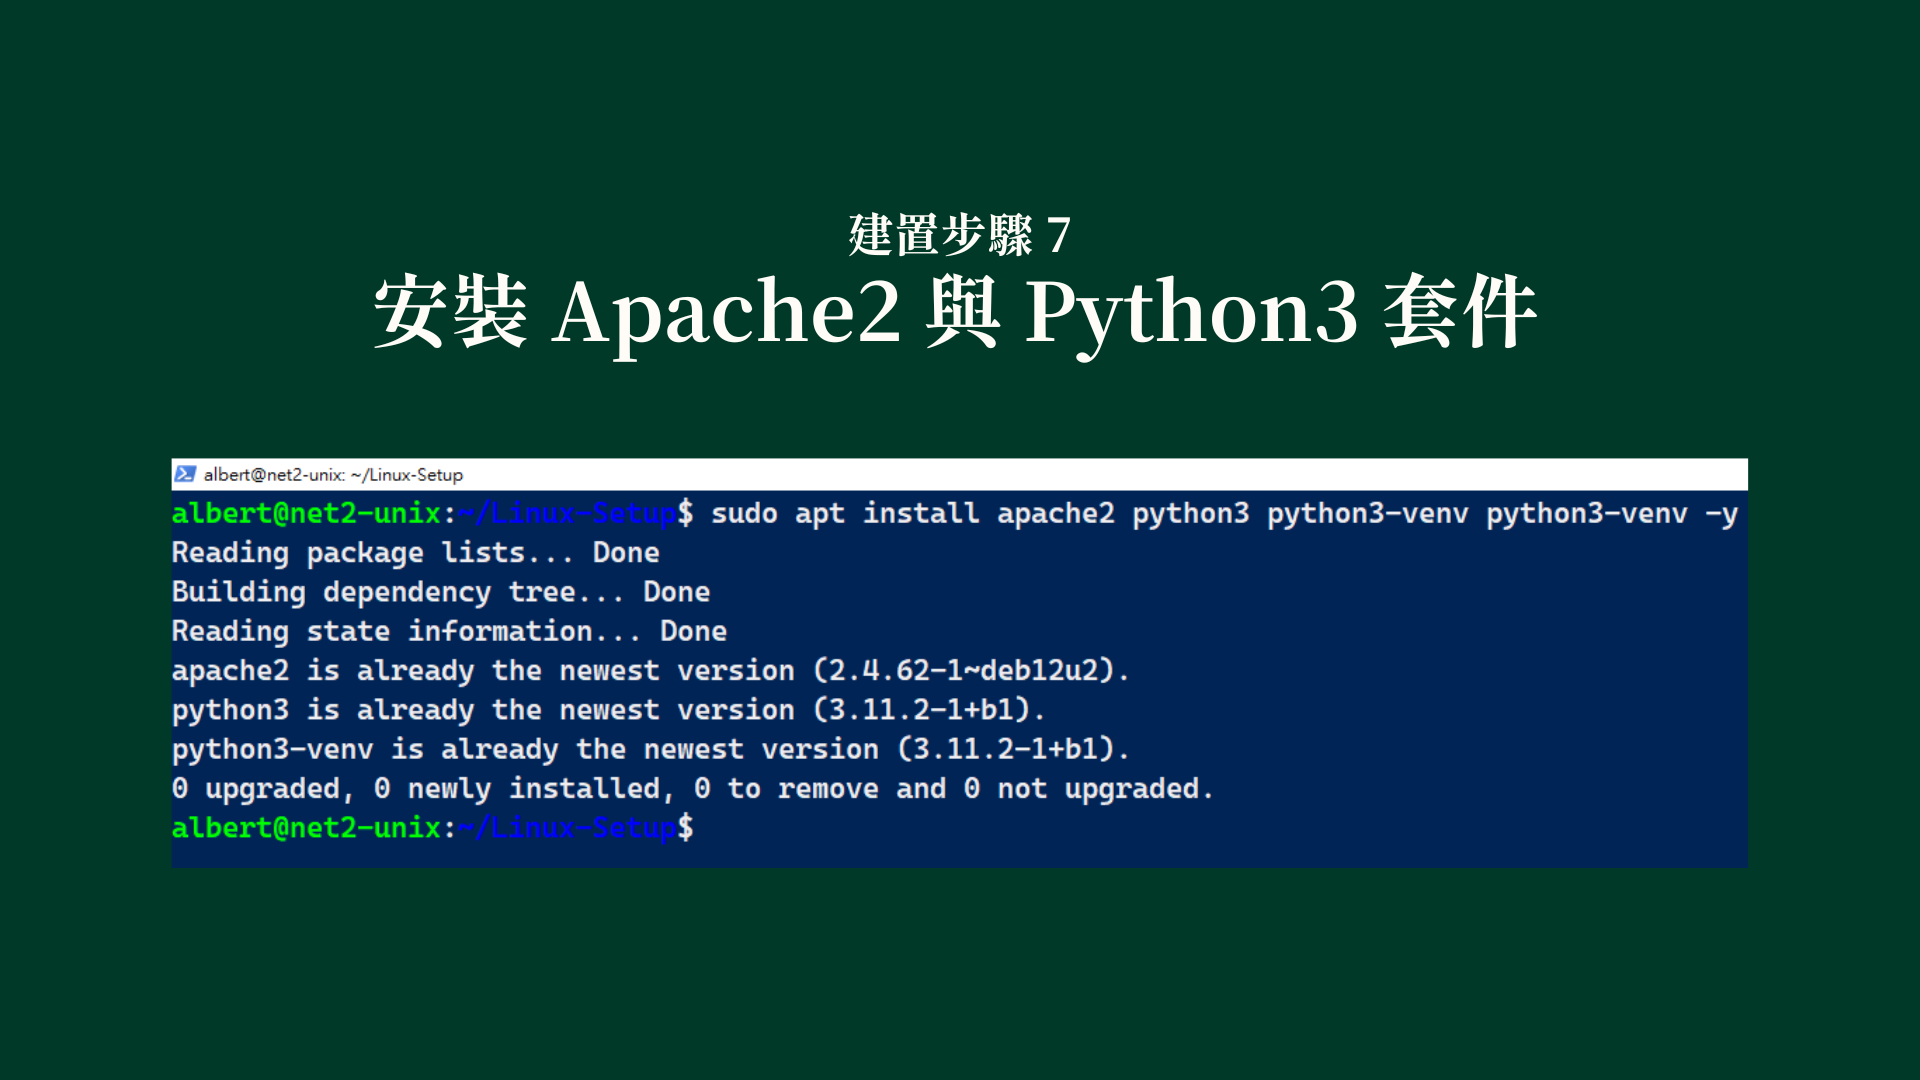 建置步驟 7
安裝 Apache2 與 Python3 套件
albert@net2-unix: ~/Linux-Setup
albert@net2-unix:~/Linux-Setup$ sudo apt install apache2 python3 python3-venv python3-venv -y
Reading package lists... Done
Building dependency tree... Done
Reading state information... Done
apache2 is already the newest version (2.4.62-1~deb12u2).
python3 is already the newest version (3.11.2-1+b1).
python3-venv is already the newest version (3.11.2-1+b1).
0 upgraded, 0 newly installed, 0 to remove and 0 not upgraded.
albert@net2-unix:~/Linux-Setup$